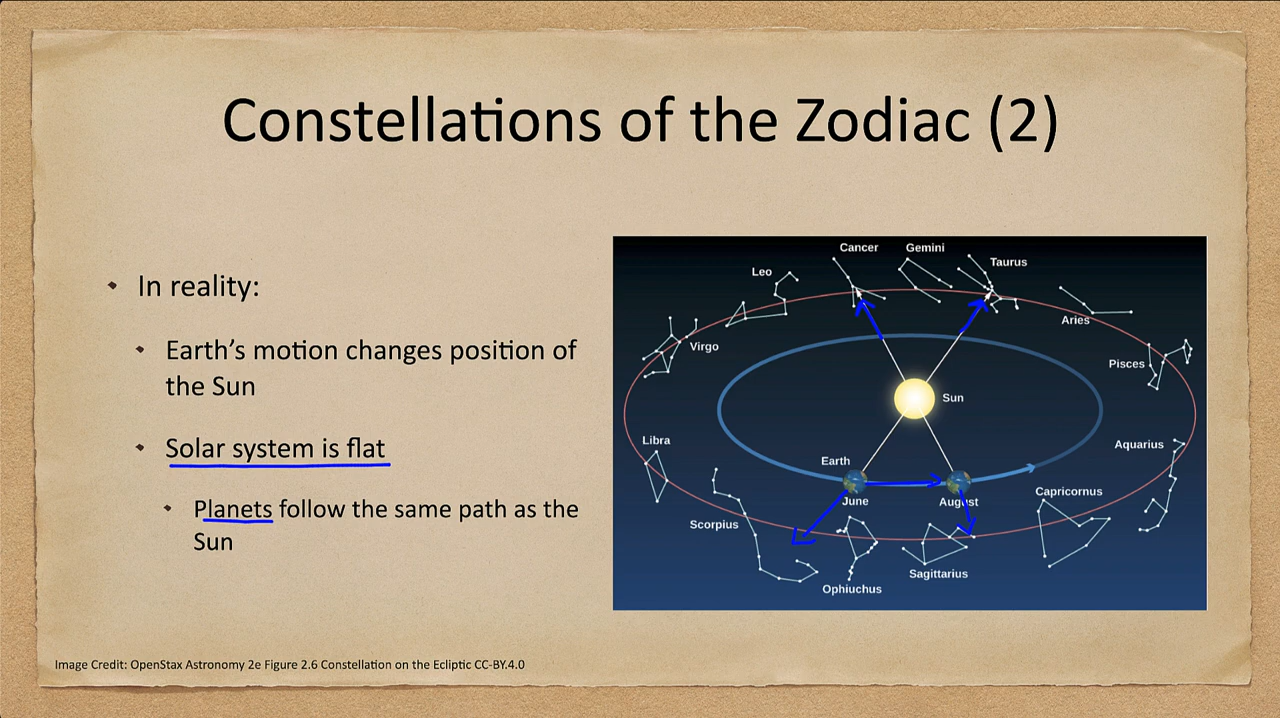 Constellations of the Zodiac (2)
• In reality:
Earth's motion changes position of
the Sun
Solar system is flat
Planets follow the same path as the
Sun
Cancer
Gemini
Taurus
Leo
Aries
Virgo
Pisces
Sun
Libra
Aquarius
Earth
June
August
Capricornus
Scorpius
Sagittarius
Ophiuchus
Image Credit: OpenStax Astronomy 2e Figure 2.6 Constellation on the Ecliptic CC-BY.4.0